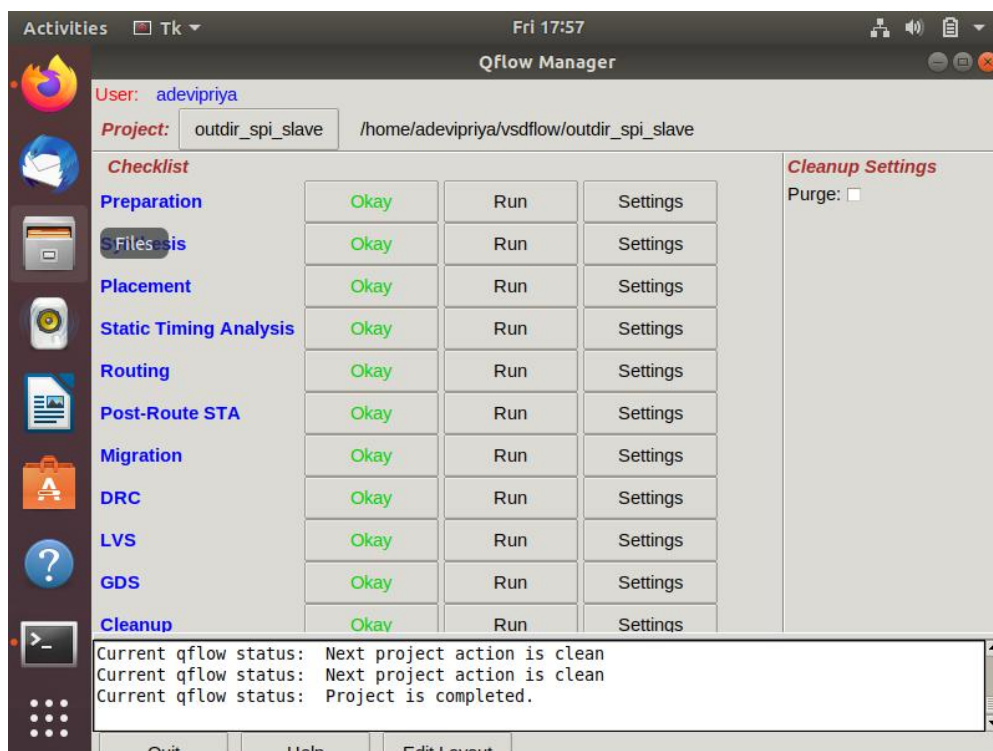 Activities Tk Fri 17:57
Qflow Manager
User: adevipriya
Project: outdir_spi_slave /home/adevipriya/vsdflow/outdir_spi_slave
Checklist Cleanup Settings
Preparation Okay Run Settings Purge:
Files Okay Run Settings
Placement Okay Run Settings
Static Timing Analysis Okay Run Settings
Routing Okay Run Settings
Post-Route STA Okay Run Settings
Migration Okay Run Settings
DRC Okay Run Settings
LVS Okay Run Settings
GDS Okay Run Settings
Cleanup Okay Run Settings
Current qflow status: Next project action is clean
Current qflow status: Next project action is clean
Current qflow status: Project is completed.
Quit Help Edit Layout